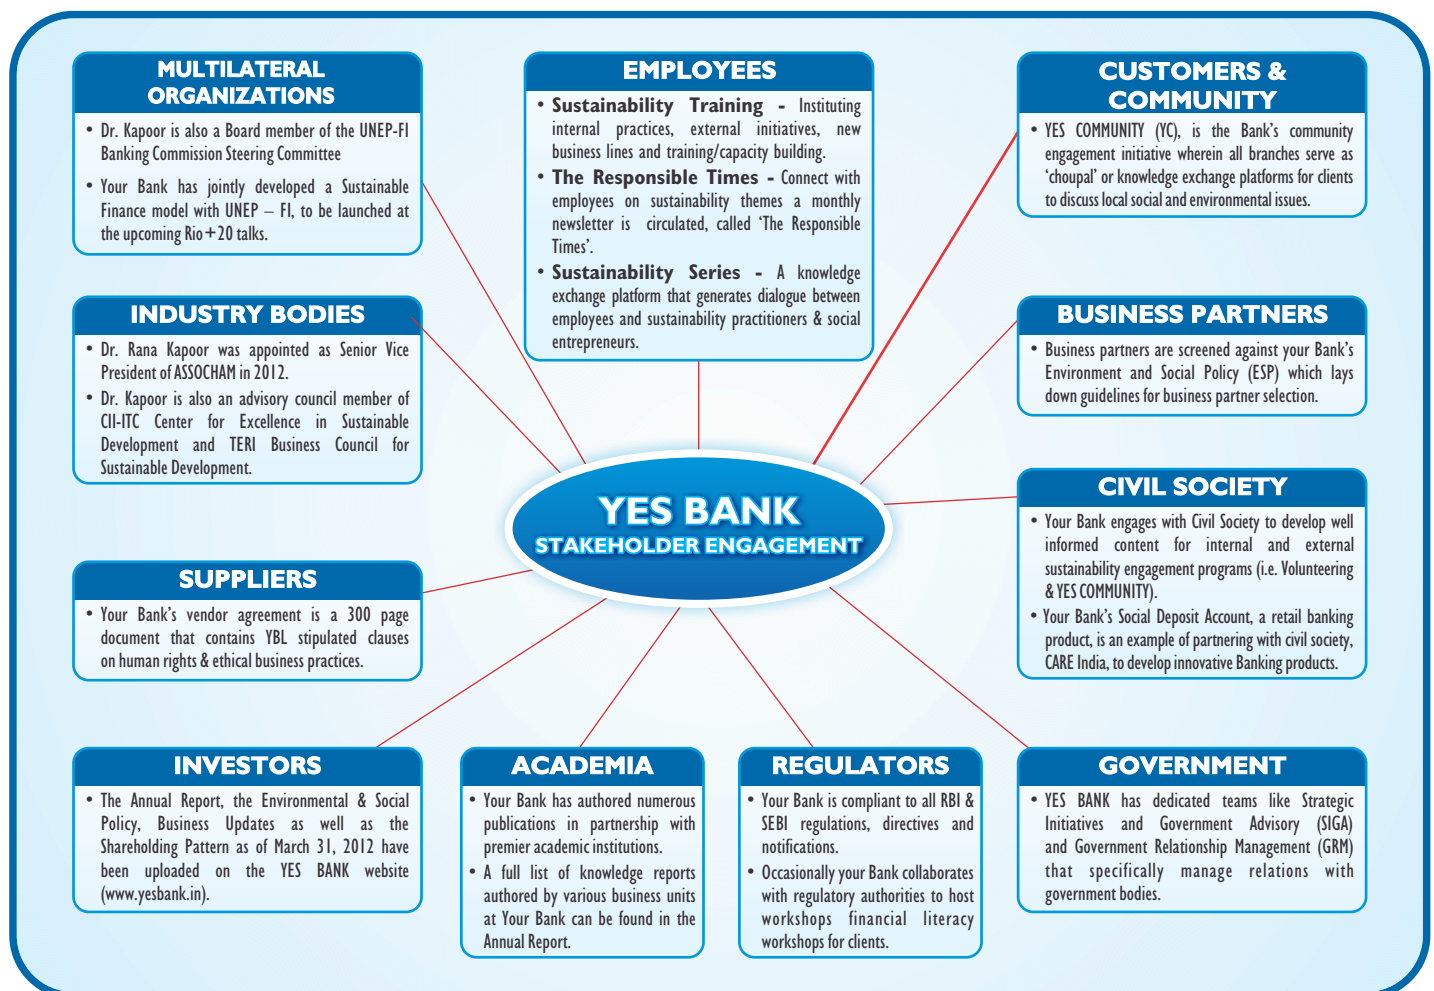 MULTILATERAL
ORGANIZATIONS
• Dr. Kapoor is also a Board member of the UNEP-FI
Banking Commission Steering Committee
• Your Bank has jointly developed a Sustainable
Finance model with UNEP – FI, to be launched at
the upcoming Rio+20 talks.
EMPLOYEES
• Sustainability Training - Instituting
internal practices, external initiatives, new
business lines and training/capacity building.
• The Responsible Times - Connect with
employees on sustainability themes a monthly
newsletter is circulated, called ‘The Responsible
Times’.
• Sustainability Series - A knowledge
exchange platform that generates dialogue between
employees and sustainability practitioners & social
entrepreneurs.
CUSTOMERS &
COMMUNITY
• YES COMMUNITY (YC), is the Bank’s community
engagement initiative wherein all branches serve as
‘choupal’ or knowledge exchange platforms for clients
to discuss local social and environmental issues.
INDUSTRY BODIES
• Dr. Rana Kapoor was appointed as Senior Vice
President of ASSOCHAM in 2012.
• Dr. Kapoor is also an advisory council member of
CII-ITC Center for Excellence in Sustainable
Development and TERI Business Council for
Sustainable Development.
BUSINESS PARTNERS
• Business partners are screened against your Bank’s
Environment and Social Policy (ESP) which lays
down guidelines for business partner selection.
YES BANK
STAKEHOLDER ENGAGEMENT
CIVIL SOCIETY
• Your Bank engages with Civil Society to develop well
informed content for internal and external
sustainability engagement programs (i.e. Volunteering
& YES COMMUNITY).
• Your Bank’s Social Deposit Account, a retail banking
product, is an example of partnering with civil society,
CARE India, to develop innovative Banking products.
SUPPLIERS
• Your Bank’s vendor agreement is a 300 page
document that contains YBL stipulated clauses
on human rights & ethical business practices.
INVESTORS
• The Annual Report, the Environmental & Social
Policy, Business Updates as well as the
Shareholding Pattern as of March 31, 2012 have
been uploaded on the YES BANK website
(www.yesbank.in).
ACADEMIA
• Your Bank has authored numerous
publications in partnership with
premier academic institutions.
• A full list of knowledge reports
authored by various business units
at Your Bank can be found in the
Annual Report.
REGULATORS
• Your Bank is compliant to all RBI &
SEBI regulations, directives and
notifications.
• Occasionally your Bank collaborates
with regulatory authorities to host
workshops financial literacy
workshops for clients.
GOVERNMENT
• YES BANK has dedicated teams like Strategic
Initiatives and Government Advisory (SIGA)
and Government Relationship Management (GRM)
that specifically manage relations with
government bodies.